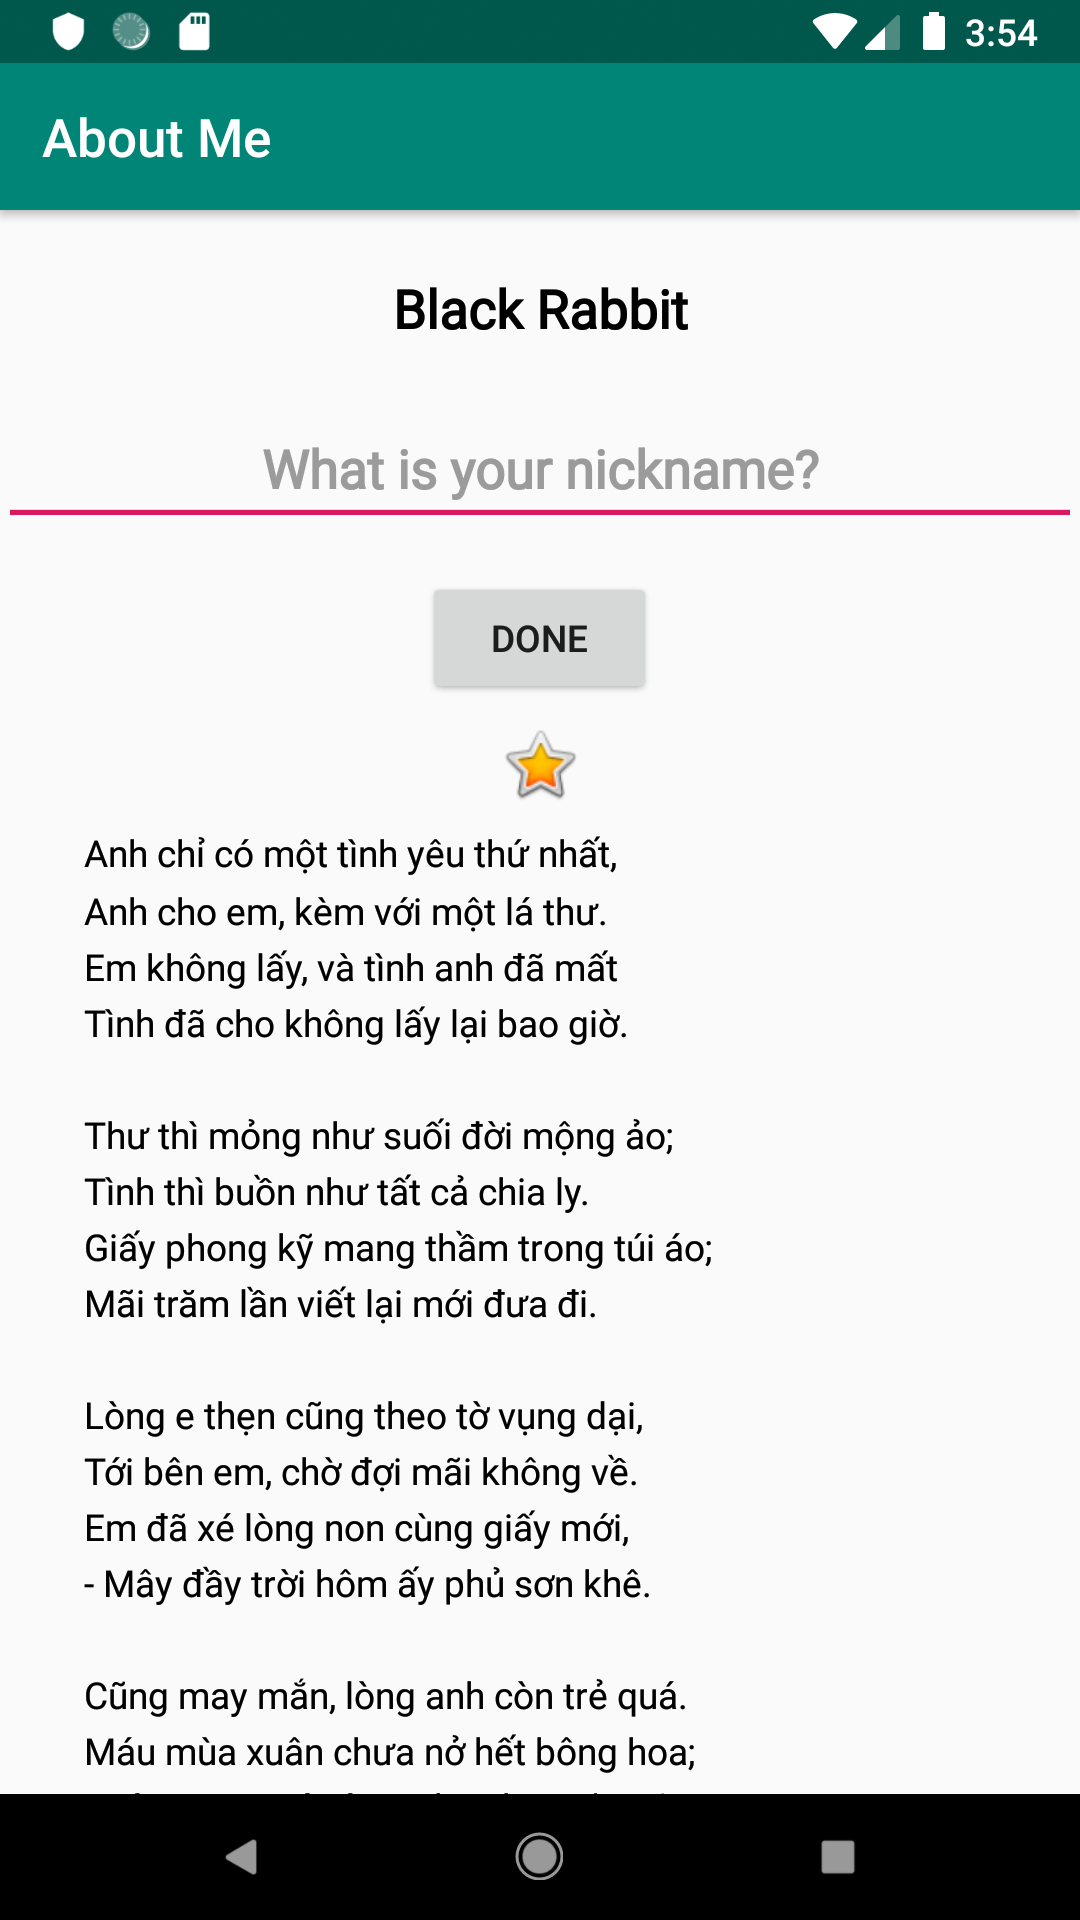 3:54
About Me
Black Rabbit
What is your nickname?
DONE
Anh chỉ có một tình yêu thứ nhất,
Anh cho em, kèm với một lá thư.
Em không lấy, và tình anh đã mất
Tình đã cho không lấy lại bao giờ.
Thư thì mỏng như suối đời mộng ảo;
Tình thì buồn như tất cả chia ly.
Giấy phong kỹ mang thầm trong túi áo;
Mãi trăm lần viết lại mới đưa đi.
Lòng e thẹn cũng theo tờ vụng dại,
Tới bên em, chờ đợi mãi không về.
Em đã xé lòng non cùng giấy mới,
- Mây đầy trời hôm ấy phủ sơn khê.
Cũng may mắn, lòng anh còn trẻ quá.
Máu mùa xuân chưa nở hết bông hoa;